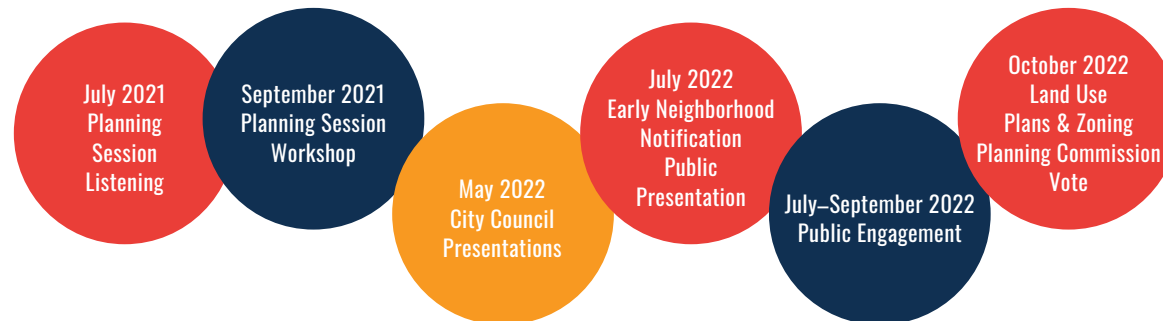 July 2021
Planning
Session
Listening
September 2021
Planning Session
Workshop
May 2022
City Council
Presentations
July 2022
Early Neighborhood
Notification
Public
Presentation
July–September 2022
Public Engagement
October 2022
Land Use
Plans & Zoning
Planning Commission
Vote